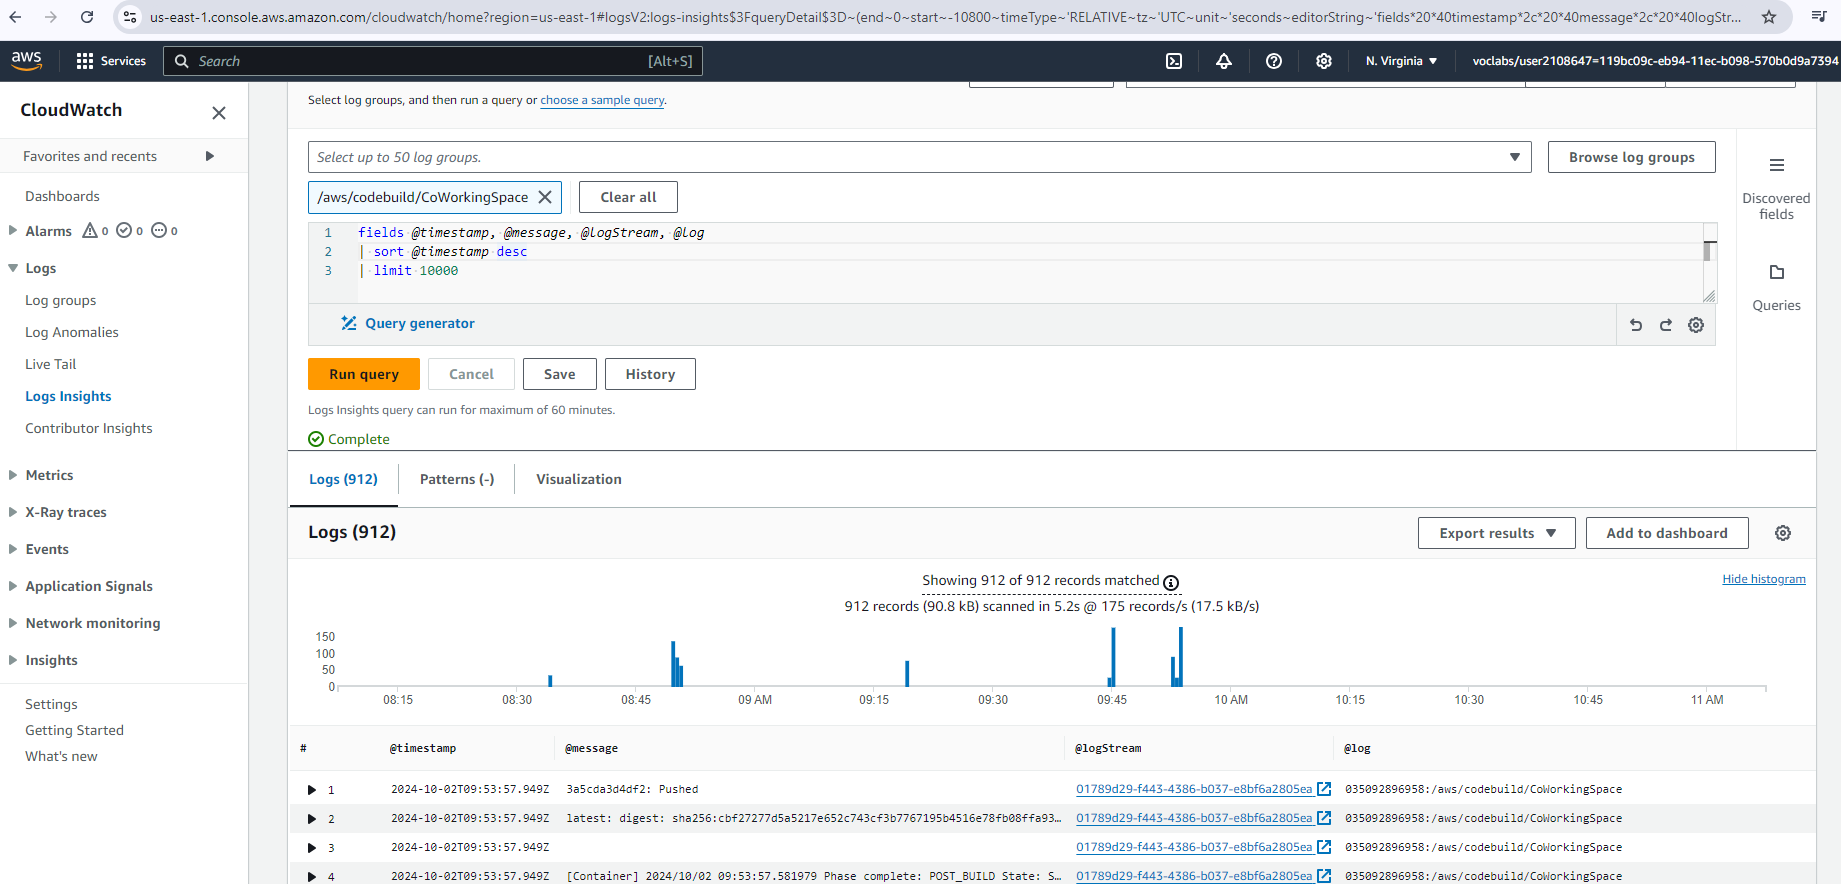 us-east-1.console.aws.amazon.com/cloudwatch/home?region=us-east-1#logsV2:logs-insights$3FqueryDetail$3D~(end~0~start~-10800~timeType~'RELATIVE~tz~'UTC~unit~'seconds~editorString~'fields*20*40timestamp*2c*20*40message*2c*20*40logStr...
aws
Services
Search
[Alt+S]
N. Virginia
voclabs/user2108647=119bc09c-eb94-11ec-b098-570b0d9a7394
CloudWatch
Favorites and recents
Dashboards
Alarms 0 0 0
Logs
Log groups
Log Anomalies
Live Tail
Logs Insights
Contributor Insights
Metrics
X-Ray traces
Events
Application Signals
Network monitoring
Insights
Settings
Getting Started
What's new
Select log groups, and then run a query or choose a sample query.
Select up to 50 log groups.
Browse log groups
/aws/codebuild/CoWorkingSpace
Clear all
1 fields @timestamp, @message, @logStream, @log
2 | sort @timestamp desc
3 | limit 10000
Query generator
Discovered fields
Queries
Run query
Cancel
Save
History
Logs Insights query can run for maximum of 60 minutes.
Complete
Logs (912)
Patterns (-)
Visualization
Logs (912)
Export results
Add to dashboard
Showing 912 of 912 records matched
Hide histogram
912 records (90.8 kB) scanned in 5.2s @ 175 records/s (17.5 kB/s)
150
100
50
0
08:15 08:30 08:45 09 AM 09:15 09:30 09:45 10 AM 10:15 10:30 10:45 11 AM
# @timestamp @message @logStream @log
1 2024-10-02T09:53:57.949Z 3a5cda3d4df2: Pushed 01789d29-f443-4386-b037-e8bf6a2805ea 035092896958:/aws/codebuild/CoWorkingSpace
2 2024-10-02T09:53:57.949Z latest: digest: sha256:cbf27277d5a5217e652c743cf3b7767195b4516e78fb08ffa93... 01789d29-f443-4386-b037-e8bf6a2805ea 035092896958:/aws/codebuild/CoWorkingSpace
3 2024-10-02T09:53:57.949Z 01789d29-f443-4386-b037-e8bf6a2805ea 035092896958:/aws/codebuild/CoWorkingSpace
4 2024-10-02T09:53:57.949Z [Container] 2024/10/02 09:53:57.581979 Phase complete: POST_BUILD State: S... 01789d29-f443-4386-b037-e8bf6a2805ea 035092896958:/aws/codebuild/CoWorkingSpace